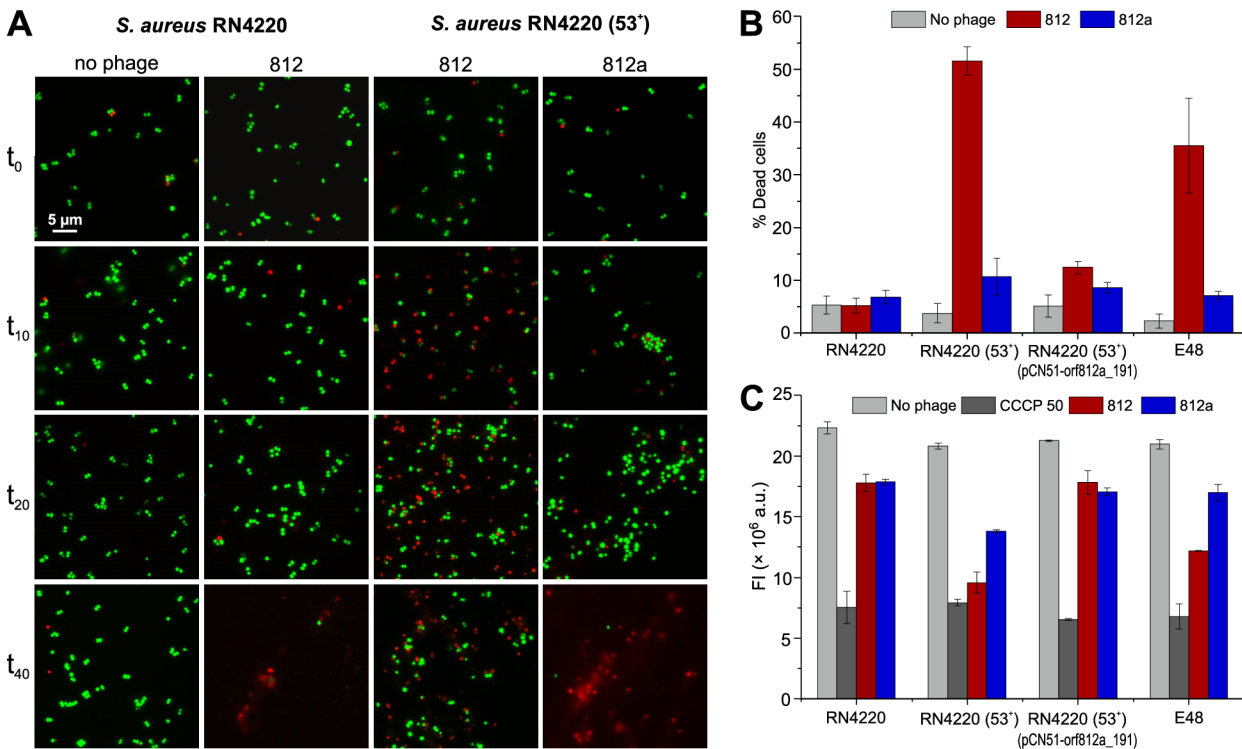 A
S. aureus RN4220
S. aureus RN4220 (53⁺)
no phage
812
812
812a
t₀
5 µm
t₁₀
t₂₀
t₄₀
B
No phage
812
812a
% Dead cells
60
50
40
30
20
10
0
RN4220
RN4220 (53⁺)
RN4220 (53⁺)
(pCN51-orf812a_191)
E48
C
No phage
CCCP 50
812
812a
FI (× 10⁶ a.u.)
25
20
15
10
5
0
RN4220
RN4220 (53⁺)
RN4220 (53⁺)
(pCN51-orf812a_191)
E48